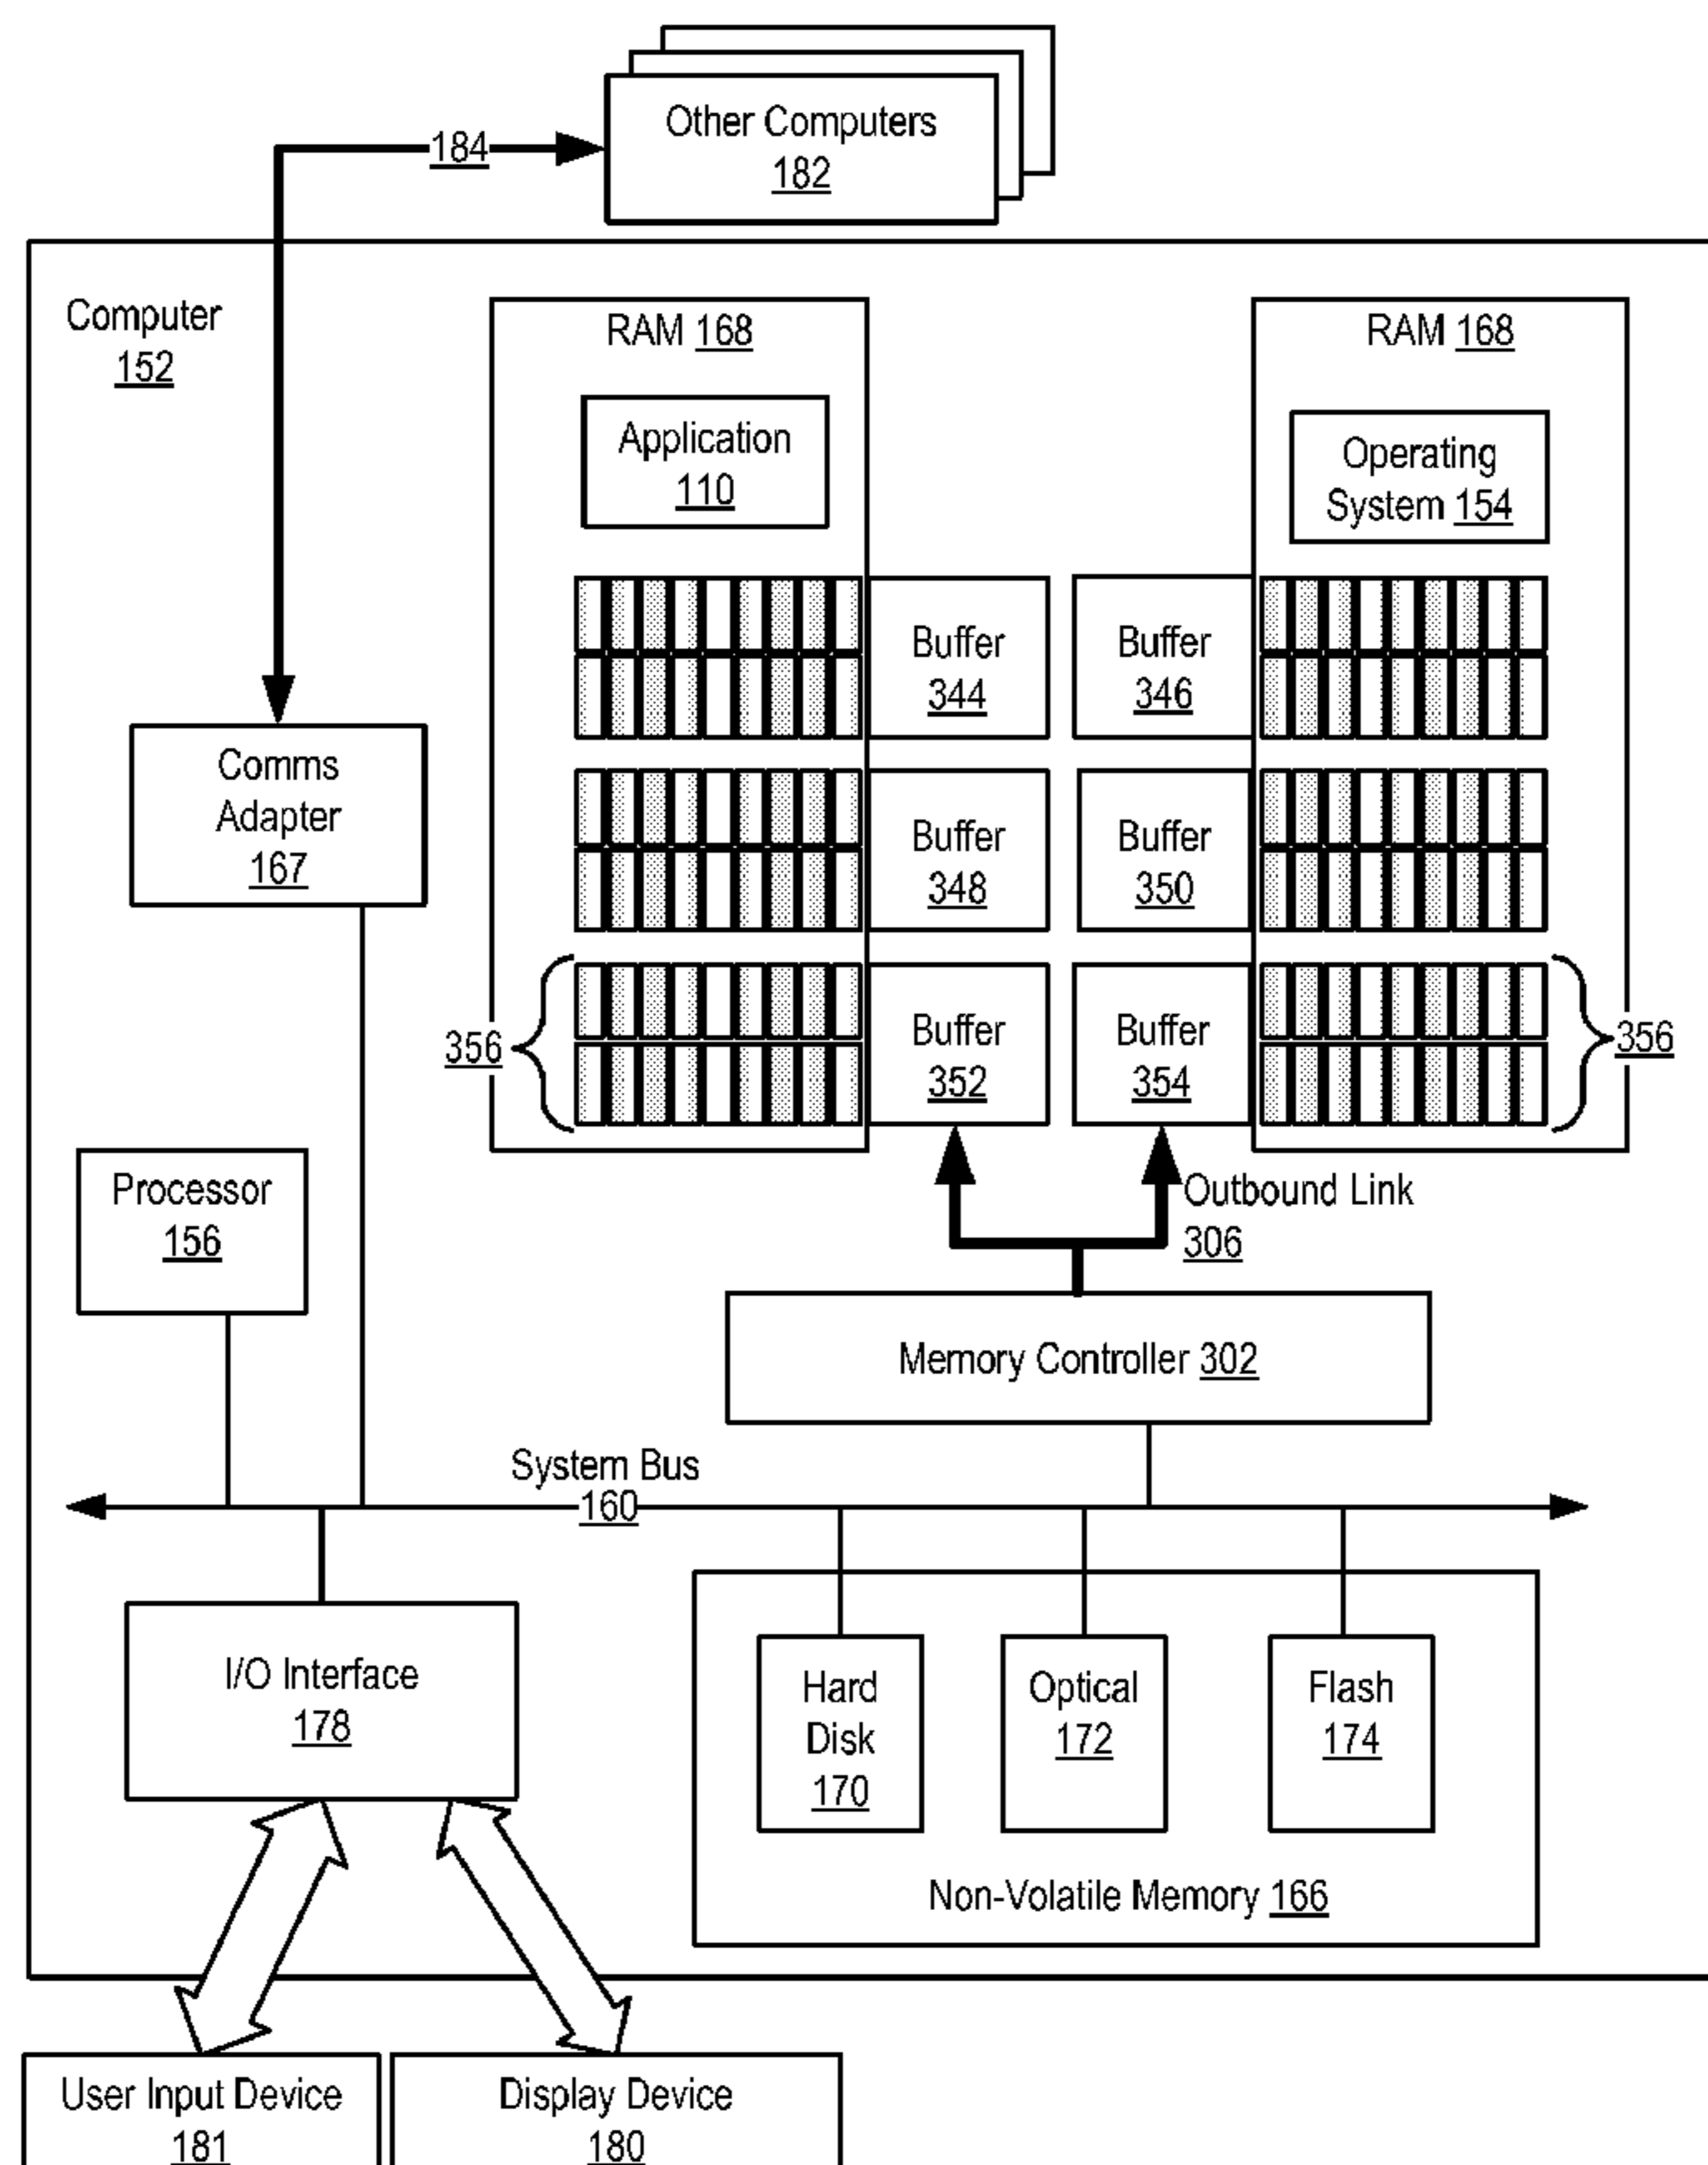 Other Computers
182
184
Computer
152
RAM 168
RAM 168
Application
110
Operating
System 154
Buffer
344
Buffer
346
Comms
Adapter
167
Buffer
348
Buffer
350
Buffer
352
Buffer
354
356
356
Processor
156
Outbound Link
306
Memory Controller 302
System Bus
160
I/O Interface
178
Hard
Disk
170
Optical
172
Flash
174
Non-Volatile Memory 166
User Input Device
181
Display Device
180